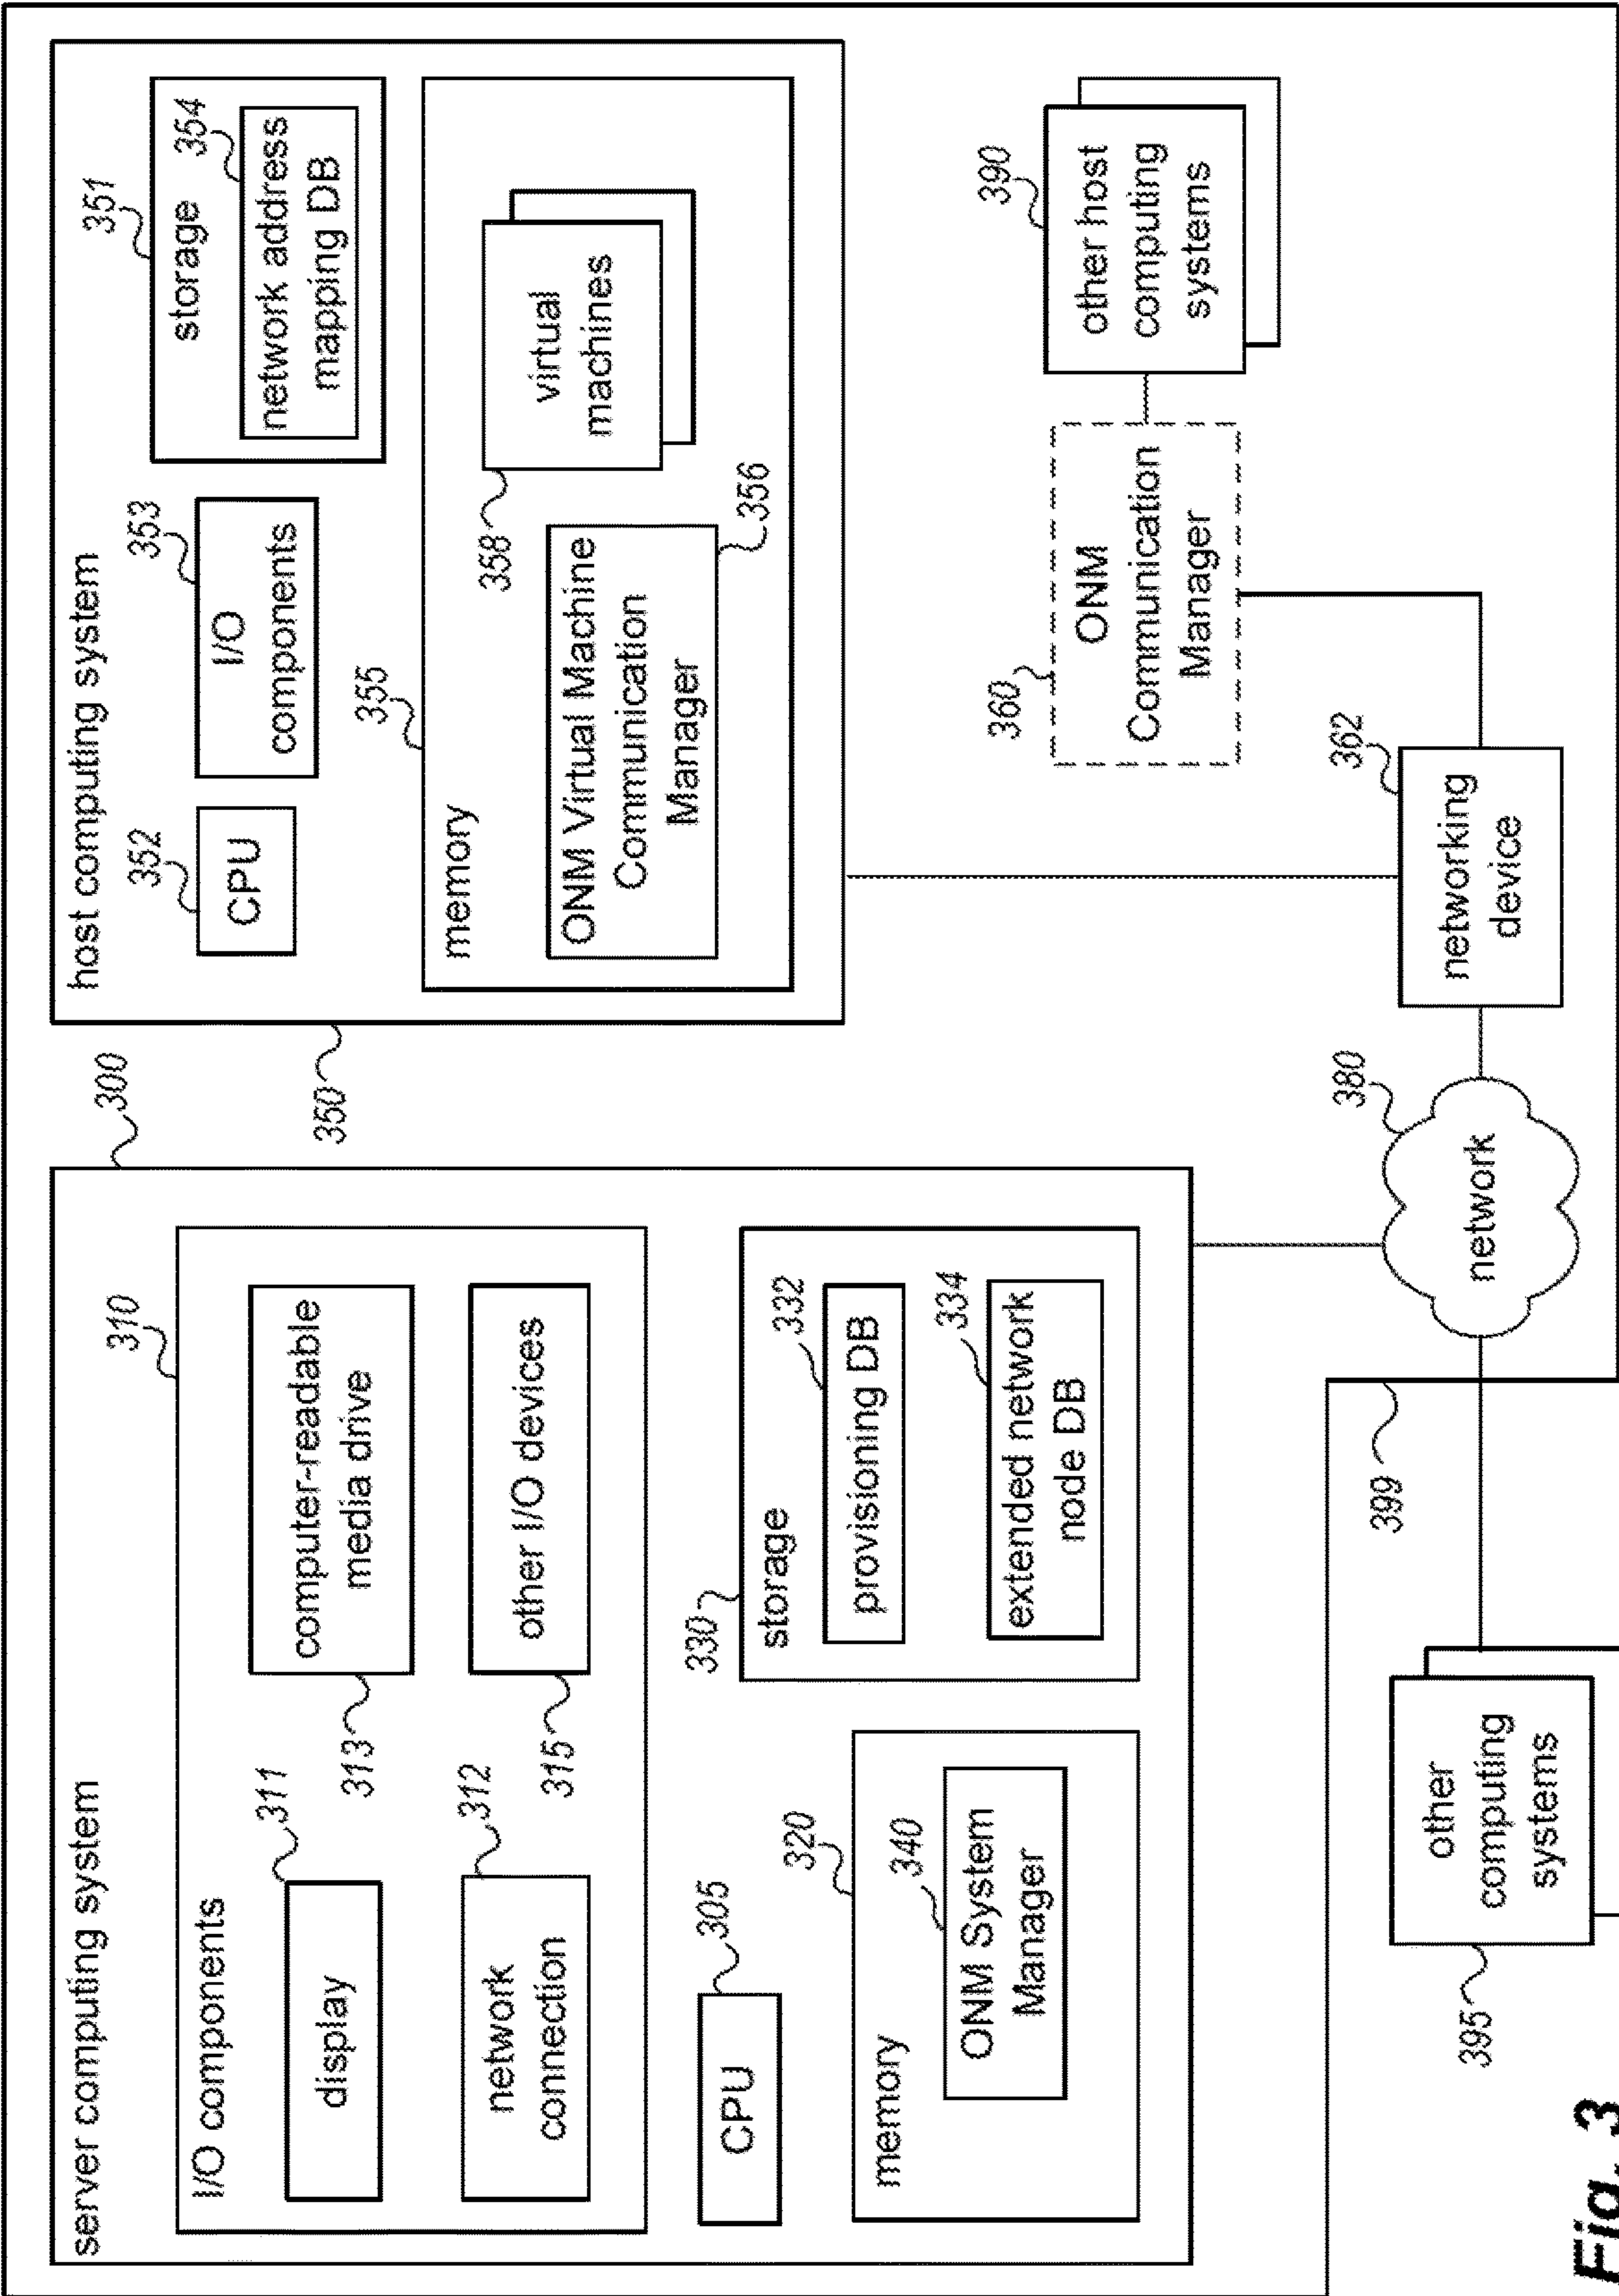 server computing system
300
I/O components
310
display
311
computer-readable
media drive
313
network
connection
312
other I/O devices
315
CPU
305
memory
320
ONM System
Manager
340
storage
330
provisioning DB
332
extended network
node DB
334
host computing system
350
CPU
352
I/O
components
353
storage
351
network address
mapping DB
354
memory
355
ONM Virtual Machine
Communication
Manager
356
virtual
machines
358
ONM
Communication
Manager
360
other host
computing
systems
390
networking
device
362
network
380
399
other
computing
systems
395
Fig. 3